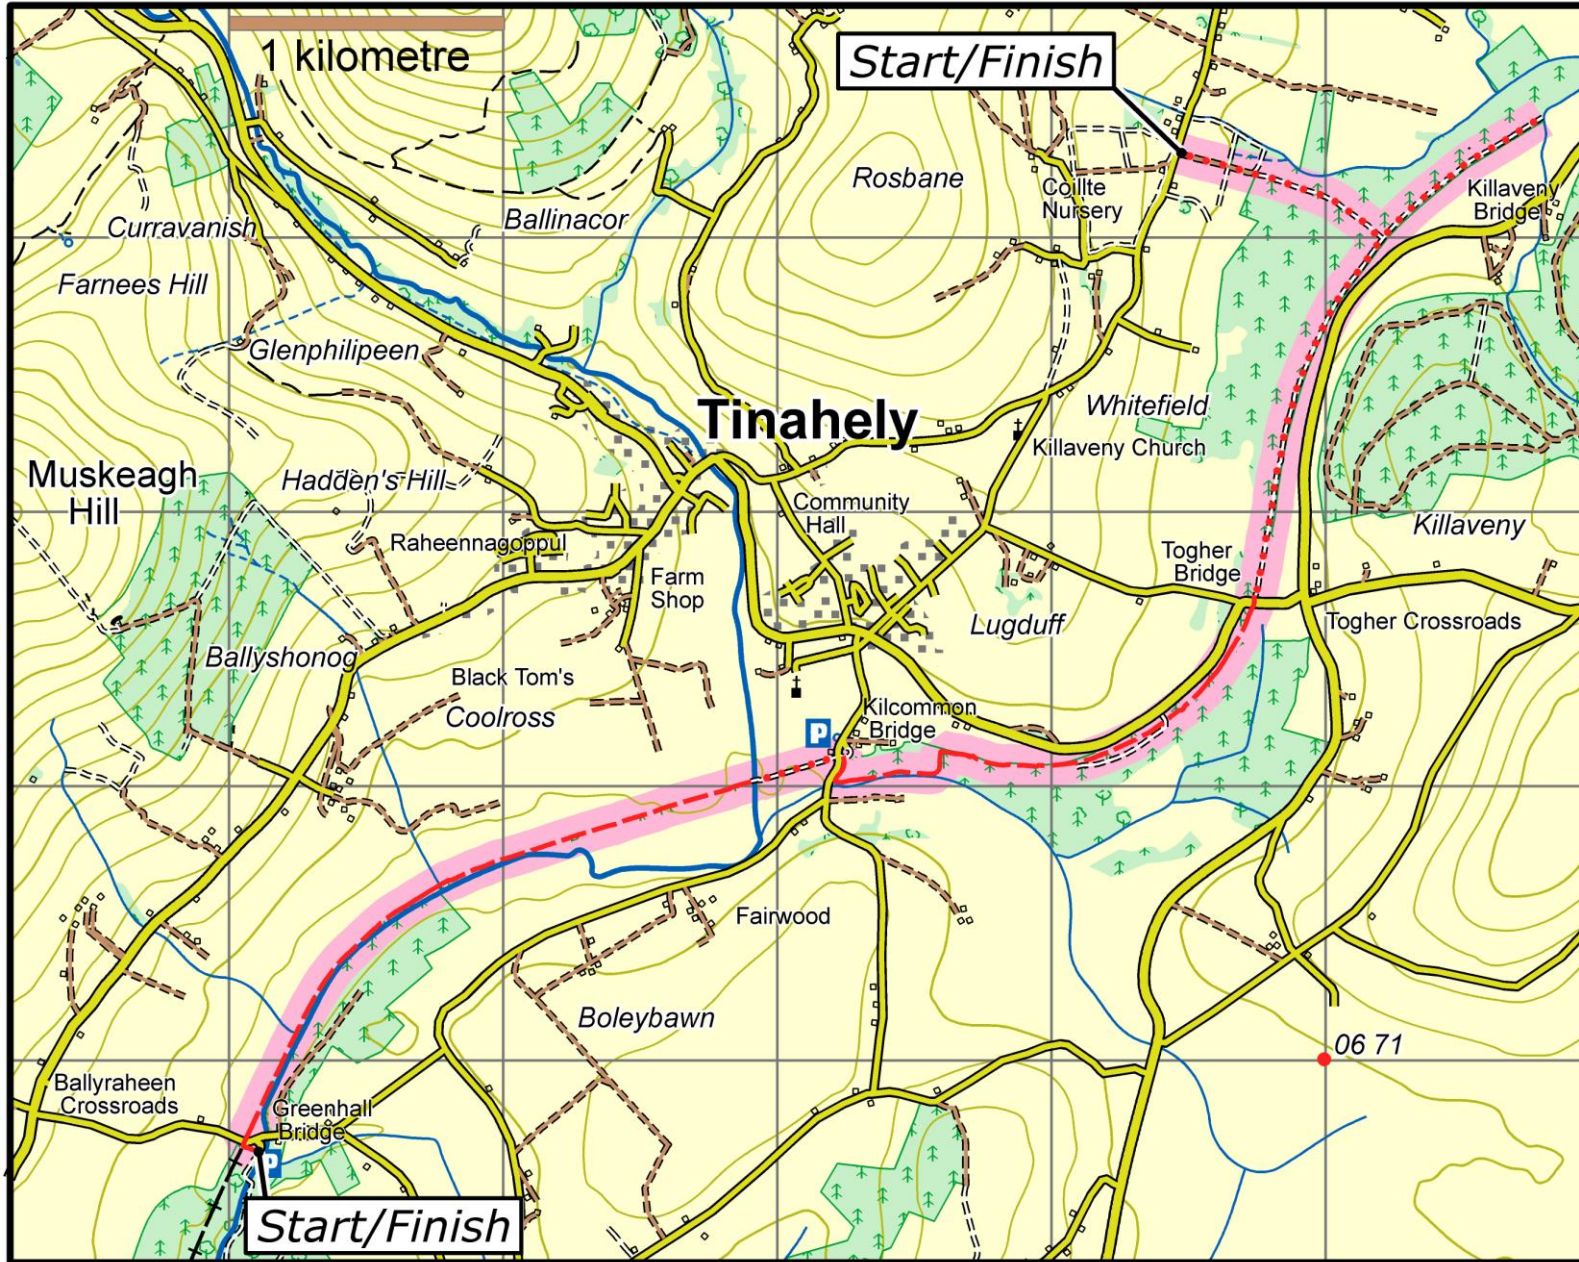 1 kilometre
Start/Finish
Rosbane
Coillte
Nursery
Killaveny
Bridge
Ballinacor
Curravanish
Farnees Hill
Glenphilipeen
Tinahely
Whitefield
Killaveny Church
Muskeagh
Hill
Hadden's Hill
Community
Hall
Killaveny
Raheennagoppul
Togher
Bridge
Farm
Shop
Lugduff
Togher Crossroads
Ballyshonog
Black Tom's
Coolross
Kilcommon
Bridge
P
Fairwood
Boleybawn
06 71
Ballyraheen
Crossroads
Greenhall
Bridge
P
Start/Finish